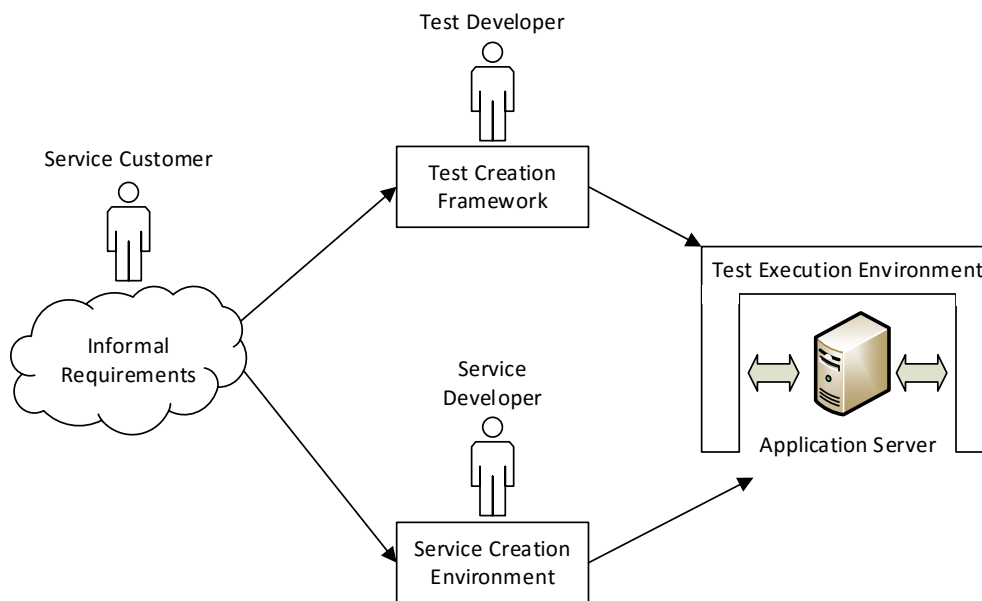 Test Developer
Service Customer
Test Creation
Framework
Test Execution Environment
Informal
Requirements
Service
Developer
Application Server
Service Creation
Environment